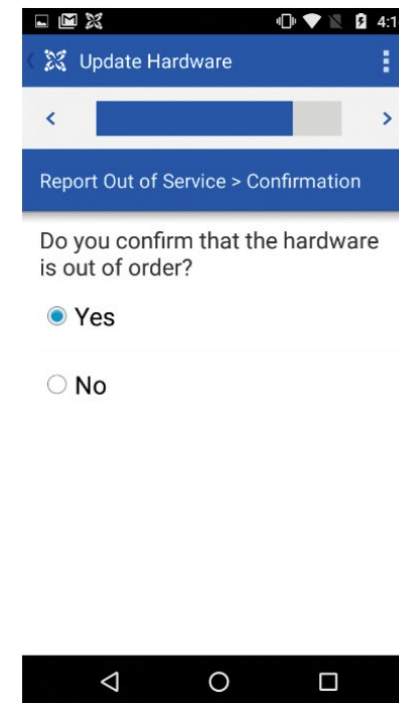 4:1
Update Hardware
Report Out of Service > Confirmation
Do you confirm that the hardware
is out of order?
Yes
No